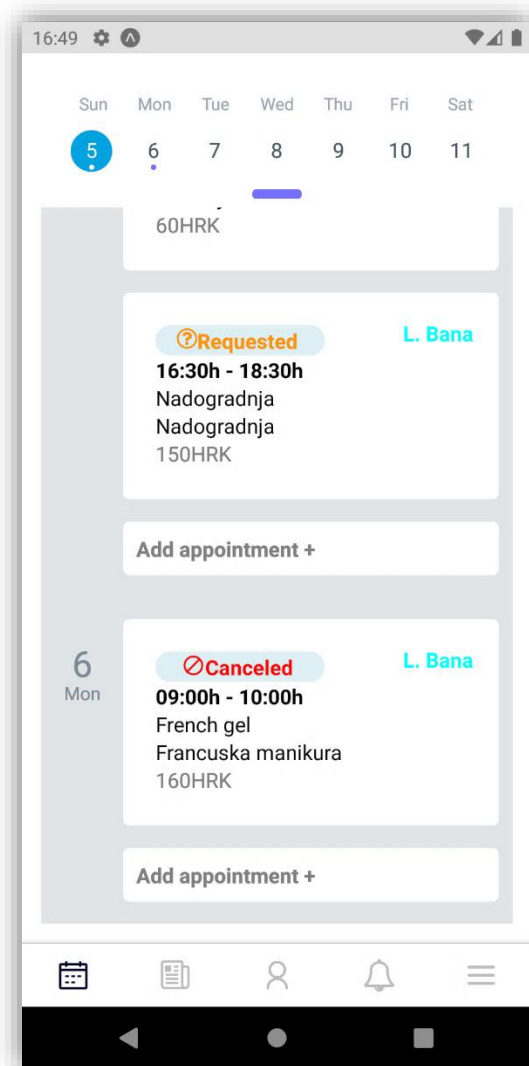 16:49
Sun Mon Tue Wed Thu Fri Sat
5 6 7 8 9 10 11
60HRK
Requested
L. Bana
16:30h - 18:30h
Nadogradnja
Nadogradnja
150HRK
Add appointment +
6
Mon
Canceled
L. Bana
09:00h - 10:00h
French gel
Francuska manikura
160HRK
Add appointment +